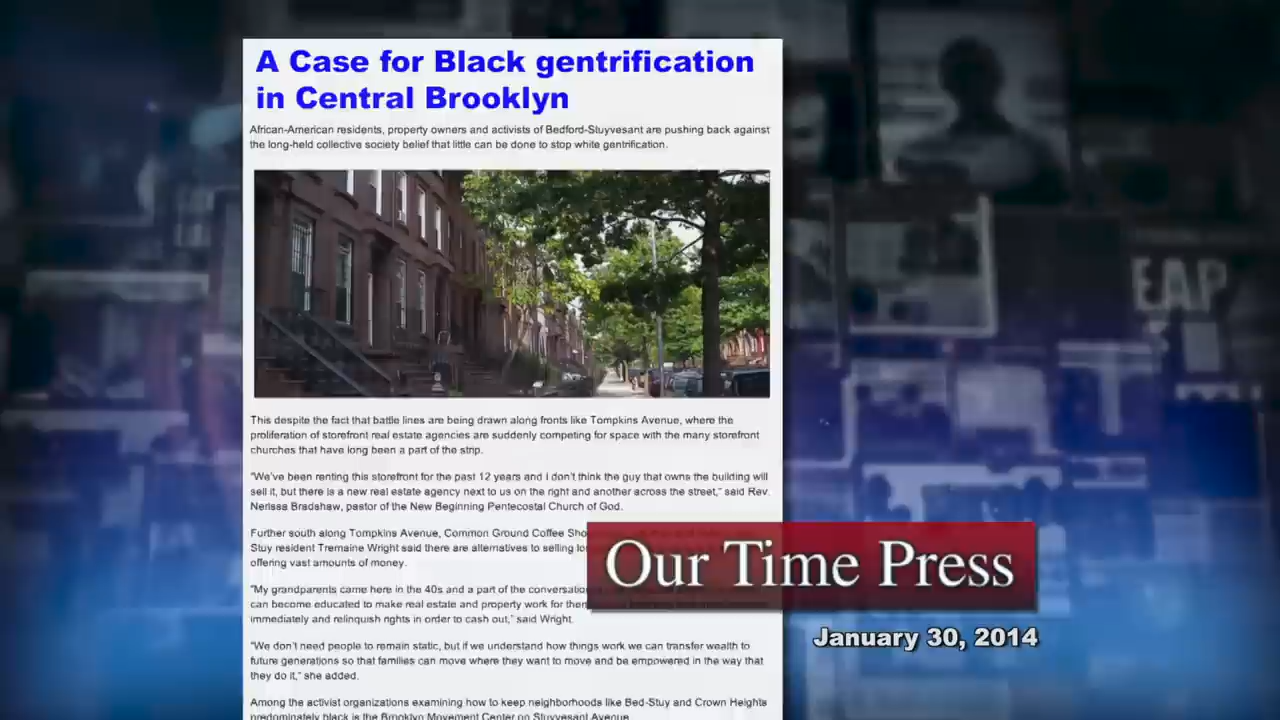 A Case for Black gentrification
in Central Brooklyn
African-American residents, property owners and activists of Bedford-Stuyvesant are pushing back against
the long-held collective society belief that little can be done to stop white gentrification.
This despite the fact that battle lines are being drawn along fronts like Tompkins Avenue, where the
proliferation of storefront real estate agencies are suddenly competing for space with the many storefront
churches that have long been a part of the strip.
"We've been renting this storefront for the past 12 years and I don't think the guy that owns the building will
sell it, but there is a new real estate agency next to us on the right and another across the street," said Rev.
Nerissa Bradshaw, pastor of the New Beginning Pentecostal Church of God.
Further south along Tompkins Avenue, Common Ground Coffee
Stuy resident Tremaine Wright said there are alternatives to selling
offering vast amounts of money.
"My grandparents came here in the 40s and a part of the conversation
can become educated to make real estate and property work for
immediately and relinquish rights in order to cash out," said Wright.
"We don't need people to remain static, but if we understand how things work we can transfer wealth to
future generations so that families can move where they want to move and be empowered in the way that
they do it," she added.
Among the activist organizations examining how to keep neighborhoods like Bed-Stuy and Crown Heights
predominately black is the Brooklyn Movement Center on Stuyvesant Avenue
Our Time Press
January 30, 2014
EAP